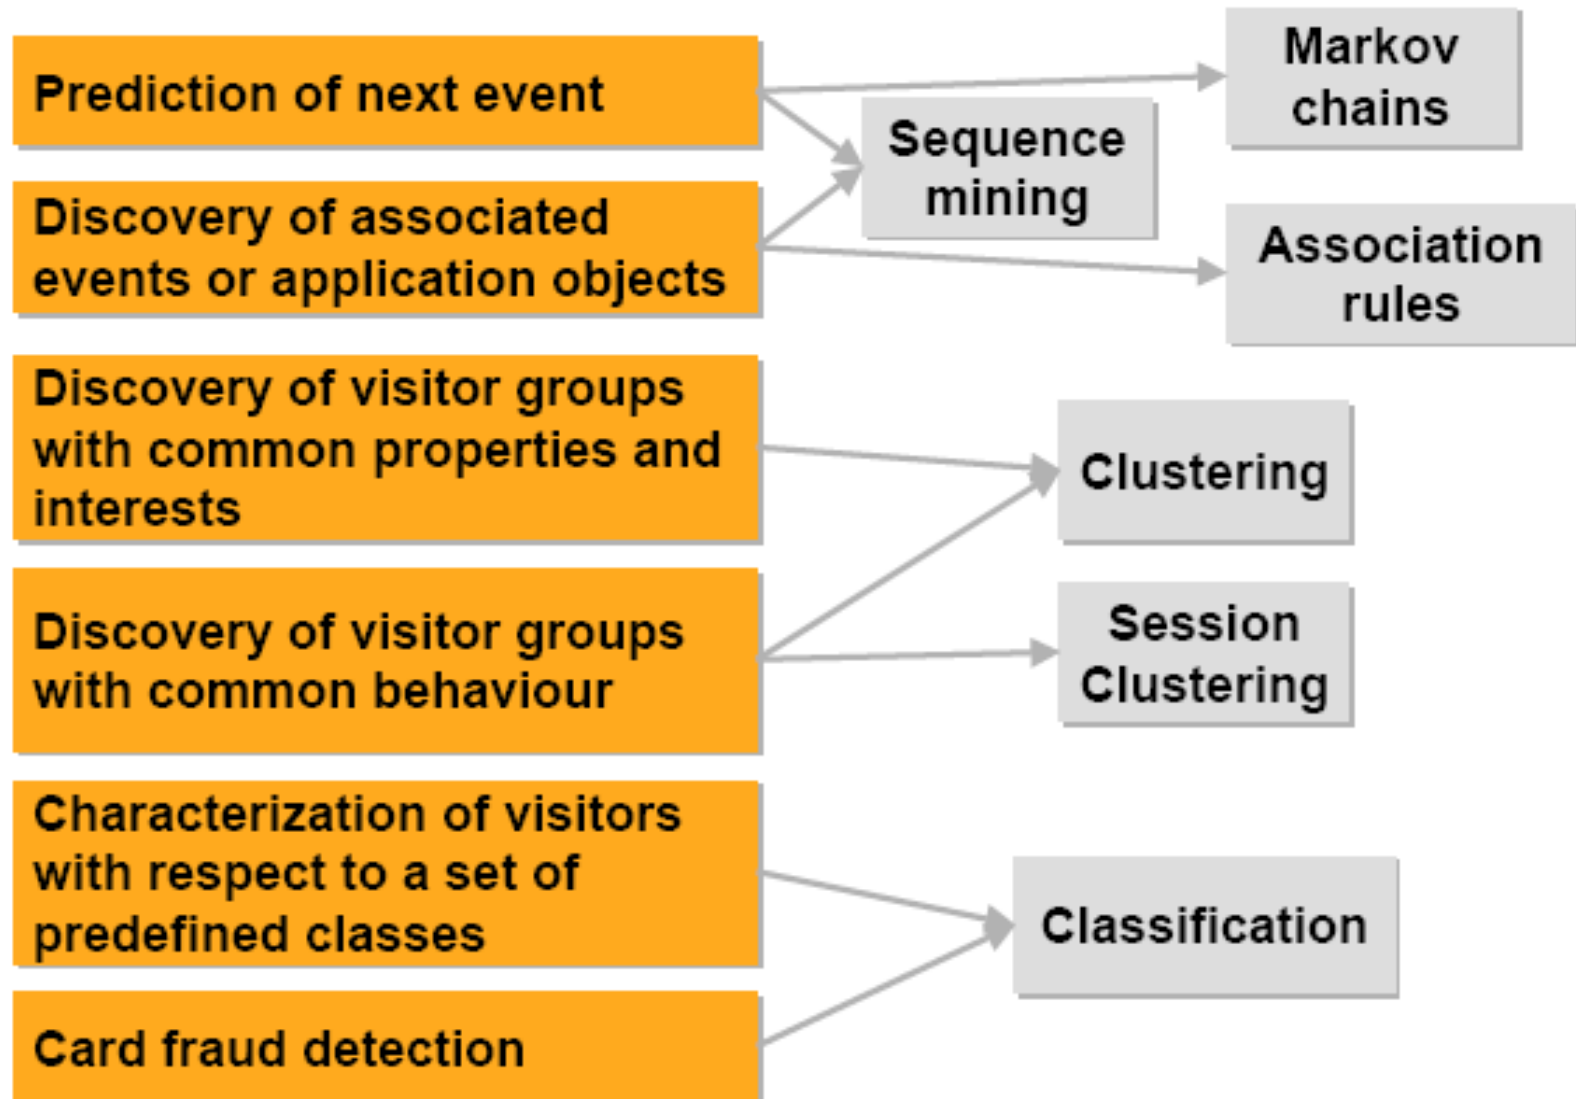 Prediction of next event
Discovery of associated
events or application objects
Discovery of visitor groups
with common properties and
interests
Discovery of visitor groups
with common behaviour
Characterization of visitors
with respect to a set of
predefined classes
Card fraud detection
Sequence
mining
Markov
chains
Association
rules
Clustering
Session
Clustering
Classification